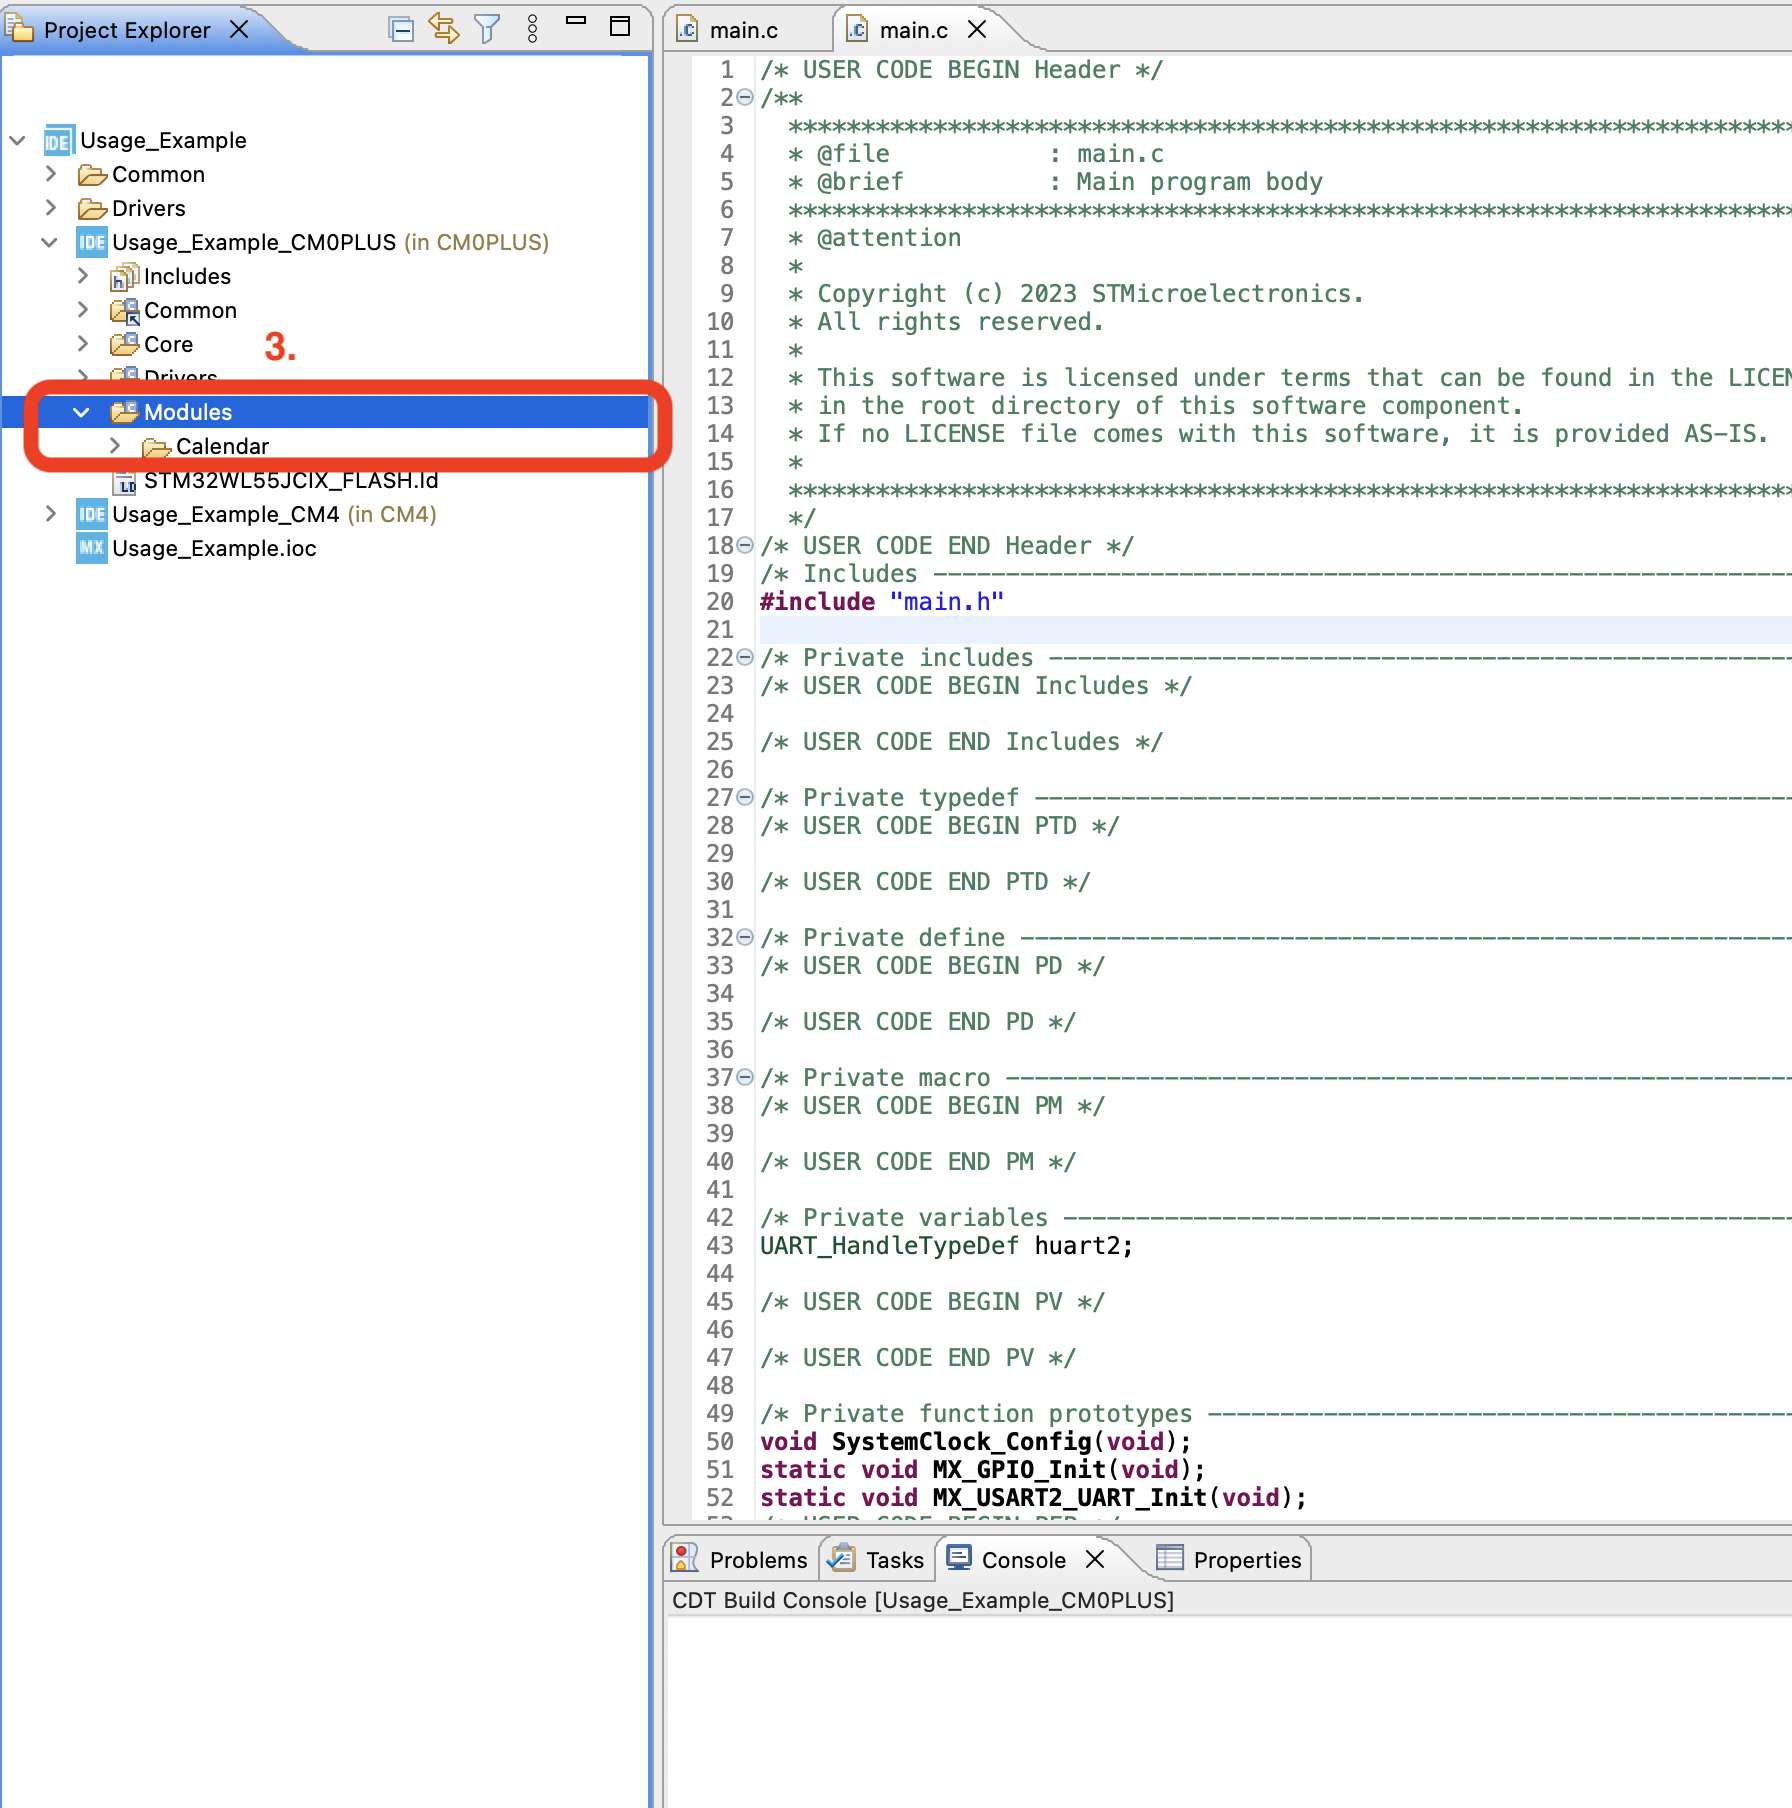 Project Explorer
Usage_Example
Common
Drivers
Usage_Example_CM0PLUS (in CM0PLUS)
Includes
Common
Core
3.
Drivers
Modules
Calendar
STM32WL55JCIX_FLASH.ld
Usage_Example_CM4 (in CM4)
Usage_Example.ioc
main.c
main.c
1 /* USER CODE BEGIN Header */
2 /**
3 ******************************************************************************
4 * @file : main.c
5 * @brief : Main program body
6 ******************************************************************************
7 * @attention
8 *
9 * Copyright (c) 2023 STMicroelectronics.
10 * All rights reserved.
11 *
12 * This software is licensed under terms that can be found in the LICEN
13 * in the root directory of this software component.
14 * If no LICENSE file comes with this software, it is provided AS-IS.
15 *
16 ******************************************************************************
17 */
18 /* USER CODE END Header */
19 /* Includes ------------------------------------------------------------------
20 #include "main.h"
21
22 /* Private includes ----------------------------------------------------------
23 /* USER CODE BEGIN Includes */
24
25 /* USER CODE END Includes */
26
27 /* Private typedef -----------------------------------------------------------
28 /* USER CODE BEGIN PTD */
29
30 /* USER CODE END PTD */
31
32 /* Private define ------------------------------------------------------------
33 /* USER CODE BEGIN PD */
34
35 /* USER CODE END PD */
36
37 /* Private macro -------------------------------------------------------------
38 /* USER CODE BEGIN PM */
39
40 /* USER CODE END PM */
41
42 /* Private variables ---------------------------------------------------------
43 UART_HandleTypeDef huart2;
44
45 /* USER CODE BEGIN PV */
46
47 /* USER CODE END PV */
48
49 /* Private function prototypes -----------------------------------------------
50 void SystemClock_Config(void);
51 static void MX_GPIO_Init(void);
52 static void MX_USART2_UART_Init(void);
53 /* USER CODE BEGIN PFP */
Problems
Tasks
Console
Properties
CDT Build Console [Usage_Example_CM0PLUS]